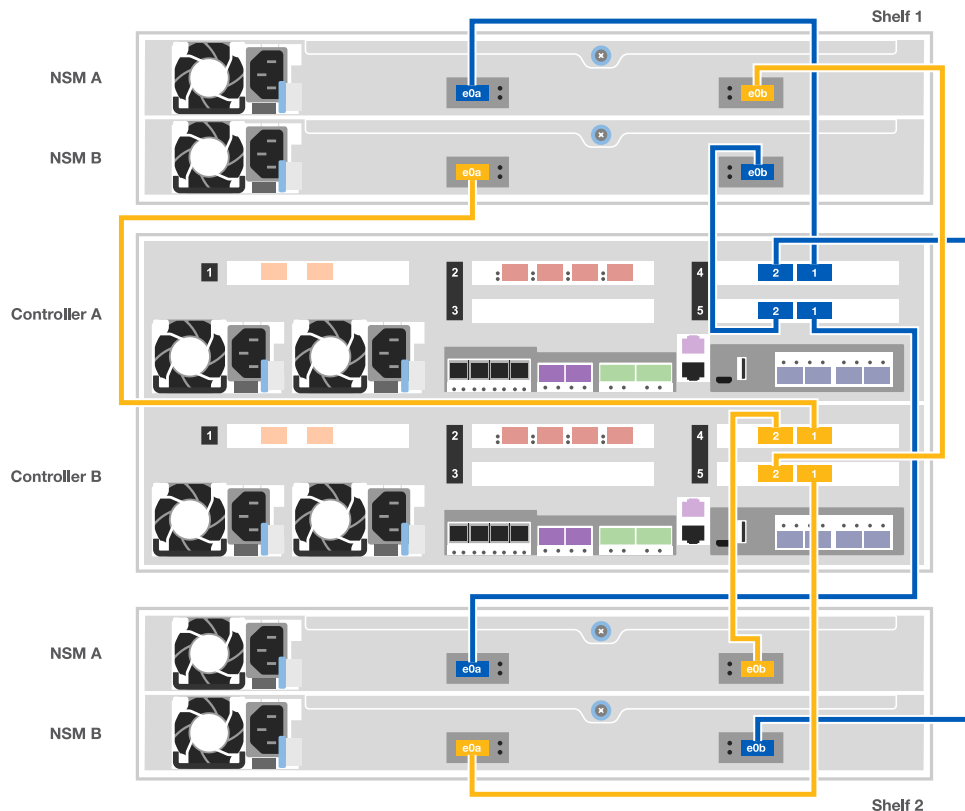 Shelf 1
NSM A
e0a
e0b
NSM B
e0a
e0b
Controller A
1
2
3
4
5
2 1
2 1
Controller B
1
2
3
4
5
2 1
2 1
NSM A
e0a
e0b
NSM B
e0a
e0b
Shelf 2